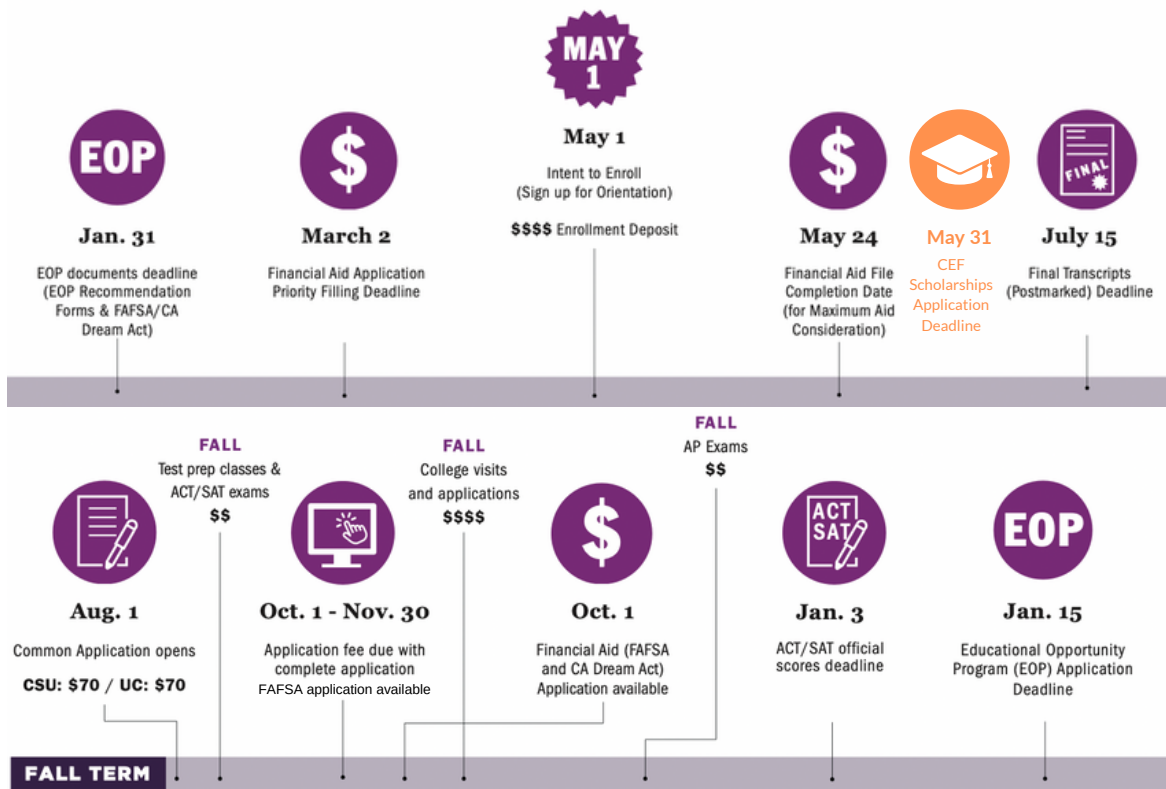 MAY
1
EOP
$
May 1
Intent to Enroll
(Sign up for Orientation)
$$$$ Enrollment Deposit
$
FINAL
Jan. 31
EOP documents deadline
(EOP Recommendation
Forms & FAFSA/CA
Dream Act)
March 2
Financial Aid Application
Priority Filling Deadline
May 24
Financial Aid File
Completion Date
(for Maximum Aid
Consideration)
May 31
CEF
Scholarships
Application
Deadline
July 15
Final Transcripts
(Postmarked) Deadline
FALL
Test prep classes &
ACT/SAT exams
$$
FALL
College visits
and applications
$$$$
FALL
AP Exams
$$
Aug. 1
Common Application opens
CSU: $70 / UC: $70
Oct. 1 - Nov. 30
Application fee due with
complete application
FAFSA application available
$
Oct. 1
Financial Aid (FAFSA
and CA Dream Act)
Application available
ACT
SAT
Jan. 3
ACT/SAT official
scores deadline
EOP
Jan. 15
Educational Opportunity
Program (EOP) Application
Deadline
FALL TERM